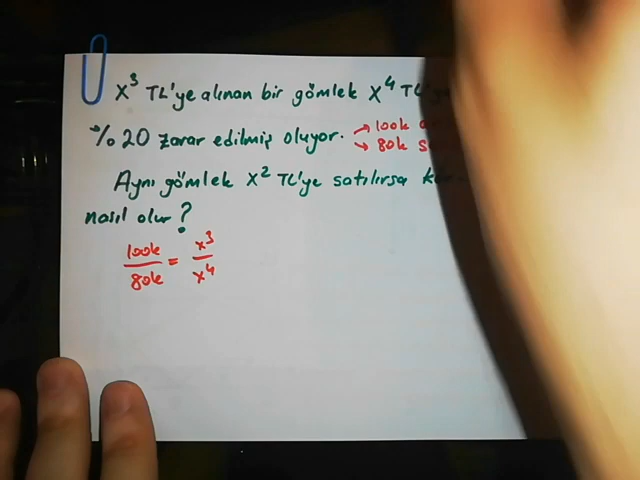 x³ TL'ye alınan bir gömlek x⁴ TL
% 20 zarar edilmiş oluyor. → 100k
→ 80k
Aynı gömlek x² TL'ye satılırsa
nasıl olur?
100k/80k = x³/x⁴